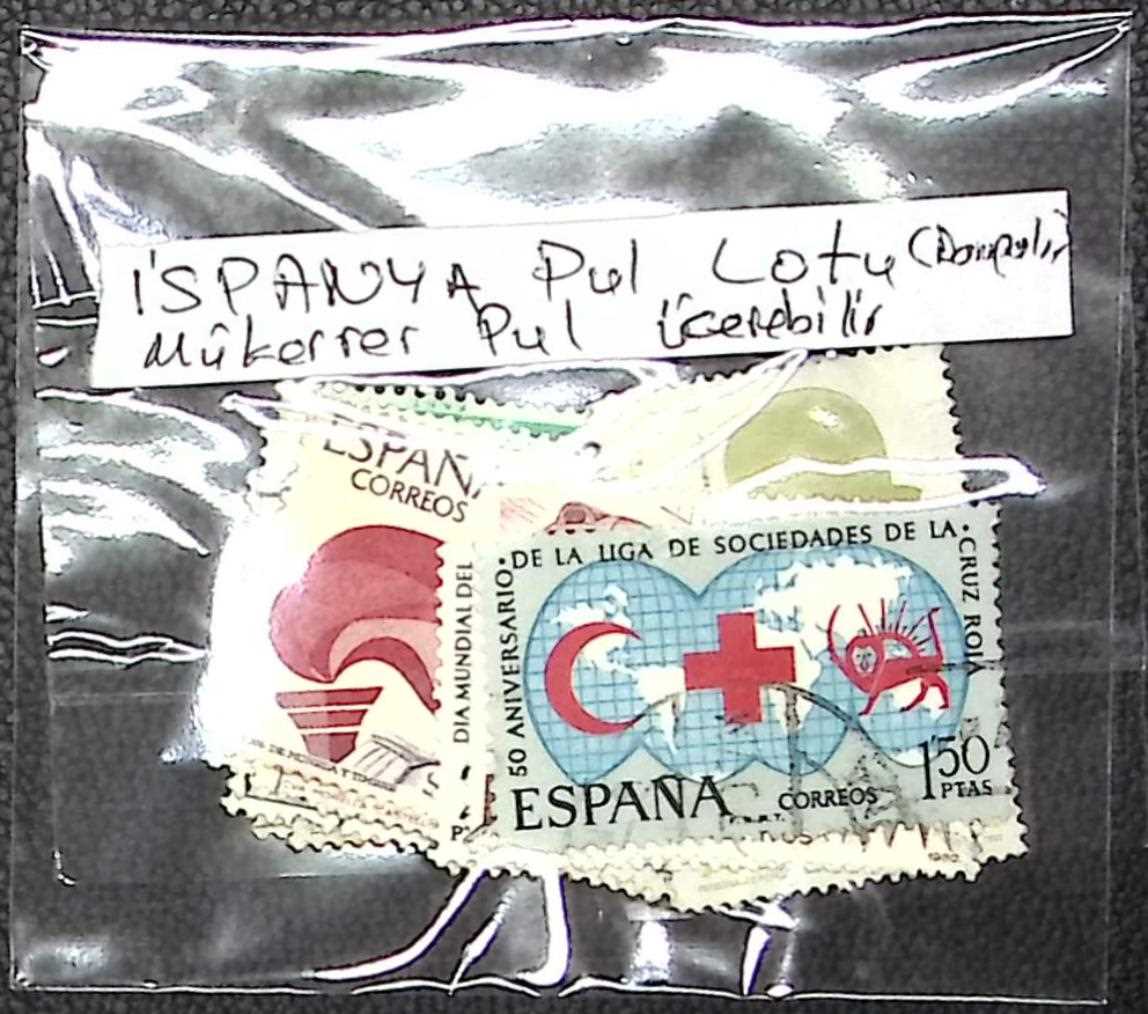 İSPANYA Pul Lotu (Damgalı)
Mükerrer Pul İçerebilir
ESPAÑA
CORREOS
DIA MUNDIAL DEL
50 ANIVERSARIO DE LA LIGA DE SOCIEDADES DE LA CRUZ ROJA
1'50
PTAS
ESPAÑA CORREOS